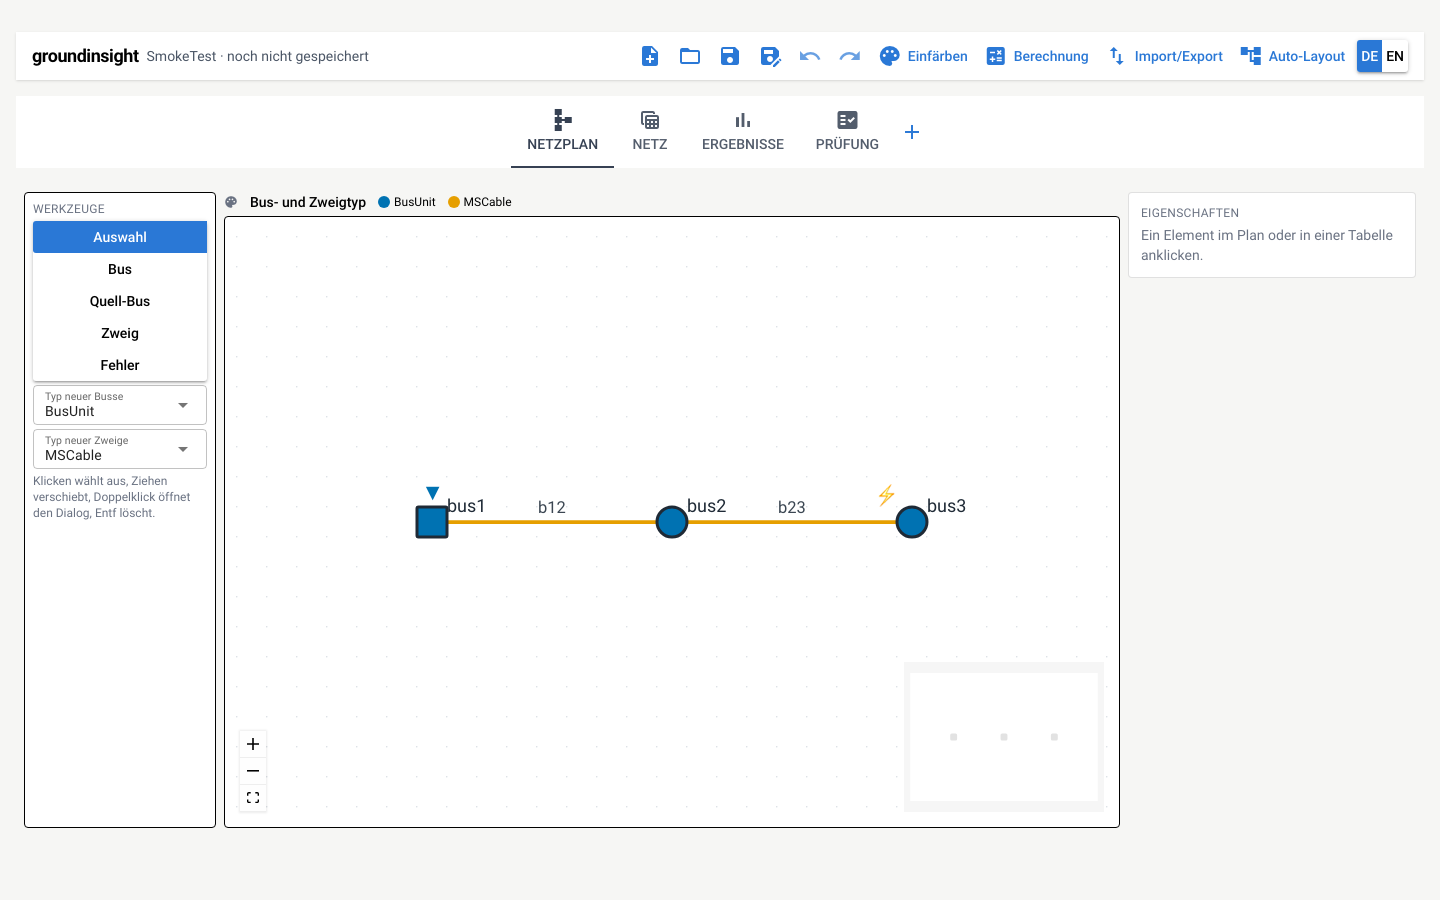 groundinsight SmokeTest · noch nicht gespeichert Einfärben Berechnung Import/Export Auto-Layout DE EN
NETZPLAN NETZ ERGEBNISSE PRÜFUNG
WERKZEUGE
Auswahl
Bus
Quell-Bus
Zweig
Fehler
Typ neuer Busse
BusUnit
Typ neuer Zweige
MSCable
Klicken wählt aus, Ziehen
verschiebt, Doppelklick öffnet
den Dialog, Entf löscht.
Bus- und Zweigtyp BusUnit MSCable
bus1 b12 bus2 b23 bus3
EIGENSCHAFTEN
Ein Element im Plan oder in einer Tabelle
anklicken.